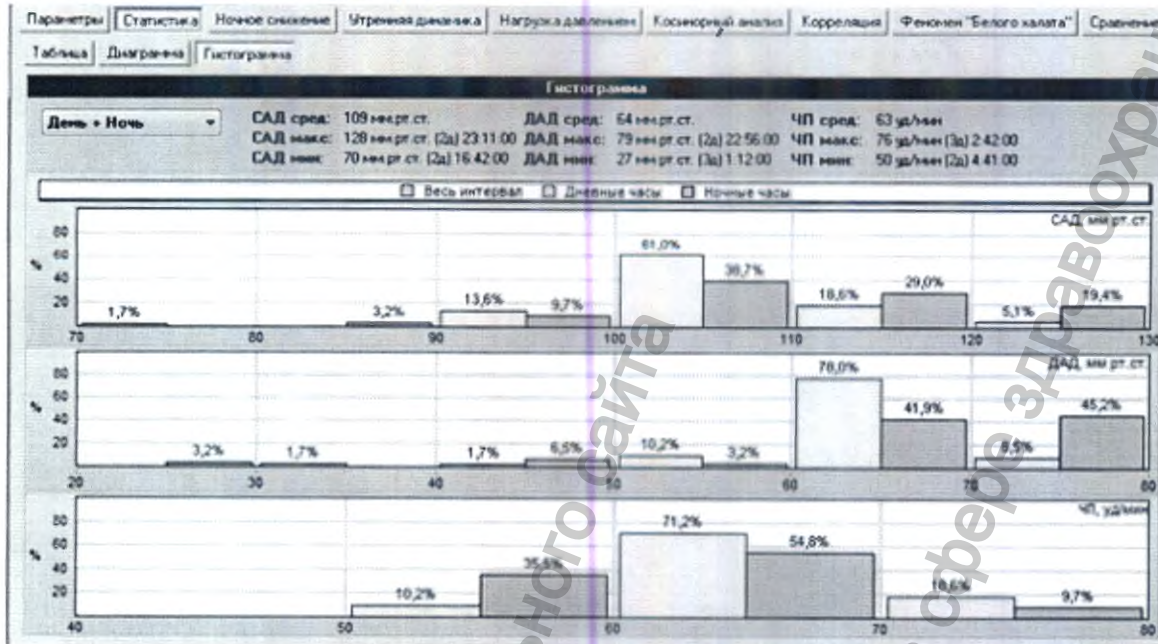 Параметры Статистика Ночное снижение Утренняя динамика Нагрузка давлением Косинорный анализ Корреляция Феномен "Белого халата" Сравнение
Таблица Диаграмма Гистограмма
Гистограмма
День + Ночь САД сред: 109 мм.рт.ст. ДАД сред: 64 мм.рт.ст. ЧП сред: 63 уд/мин
САД макс: 128 мм.рт.ст. (2д) 23:11:00 ДАД макс: 79 мм.рт.ст. (2д) 22:56:00 ЧП макс: 76 уд/мин (3д) 2:42:00
САД мин: 70 мм.рт.ст. (2д) 16:42:00 ДАД мин: 27 мм.рт.ст. (3д) 1:12:00 ЧП мин: 50 уд/мин (2д) 4:41:00
Весь интервал Дневные часы Ночные часы
САД, мм рт.ст.
%
80
60
40
20
1,7% 3,2% 13,6% 9,7% 61,0% 38,7% 18,6% 29,0% 5,1% 19,4%
70 80 90 100 110 120 130
ДАД, мм рт.ст.
%
80
60
40
20
3,2% 1,7% 1,7% 6,5% 10,2% 3,2% 78,0% 41,9% 8,5% 45,2%
20 30 40 50 60 70 80
ЧП, уд/мин
%
80
60
40
20
10,2% 35,5% 71,2% 54,8% 18,6% 9,7%
40 50 60 70 80
ного сайта
сфере здравоохран